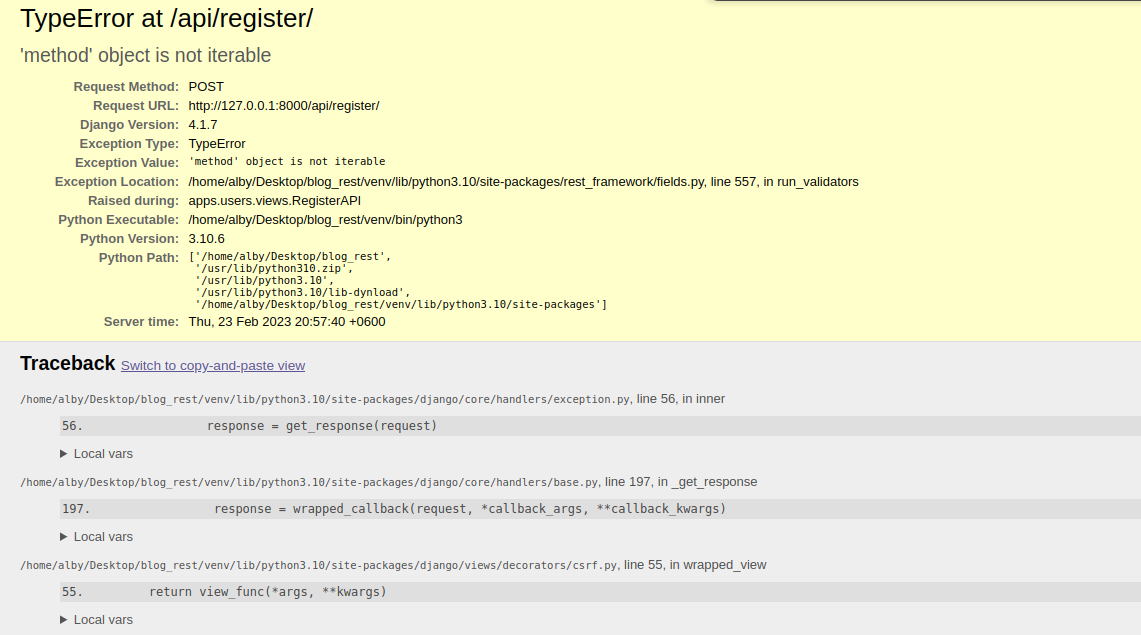 TypeError at /api/register/
'method' object is not iterable
Request Method: POST
Request URL: http://127.0.0.1:8000/api/register/
Django Version: 4.1.7
Exception Type: TypeError
Exception Value: 'method' object is not iterable
Exception Location: /home/alby/Desktop/blog_rest/venv/lib/python3.10/site-packages/rest_framework/fields.py, line 557, in run_validators
Raised during: apps.users.views.RegisterAPI
Python Executable: /home/alby/Desktop/blog_rest/venv/bin/python3
Python Version: 3.10.6
Python Path: ['/home/alby/Desktop/blog_rest',
'/usr/lib/python310.zip',
'/usr/lib/python3.10',
'/usr/lib/python3.10/lib-dynload',
'/home/alby/Desktop/blog_rest/venv/lib/python3.10/site-packages']
Server time: Thu, 23 Feb 2023 20:57:40 +0600
Traceback Switch to copy-and-paste view
/home/alby/Desktop/blog_rest/venv/lib/python3.10/site-packages/django/core/handlers/exception.py, line 56, in inner
56. response = get_response(request)
▶ Local vars
/home/alby/Desktop/blog_rest/venv/lib/python3.10/site-packages/django/core/handlers/base.py, line 197, in _get_response
197. response = wrapped_callback(request, *callback_args, **callback_kwargs)
▶ Local vars
/home/alby/Desktop/blog_rest/venv/lib/python3.10/site-packages/django/views/decorators/csrf.py, line 55, in wrapped_view
55. return view_func(*args, **kwargs)
▶ Local vars